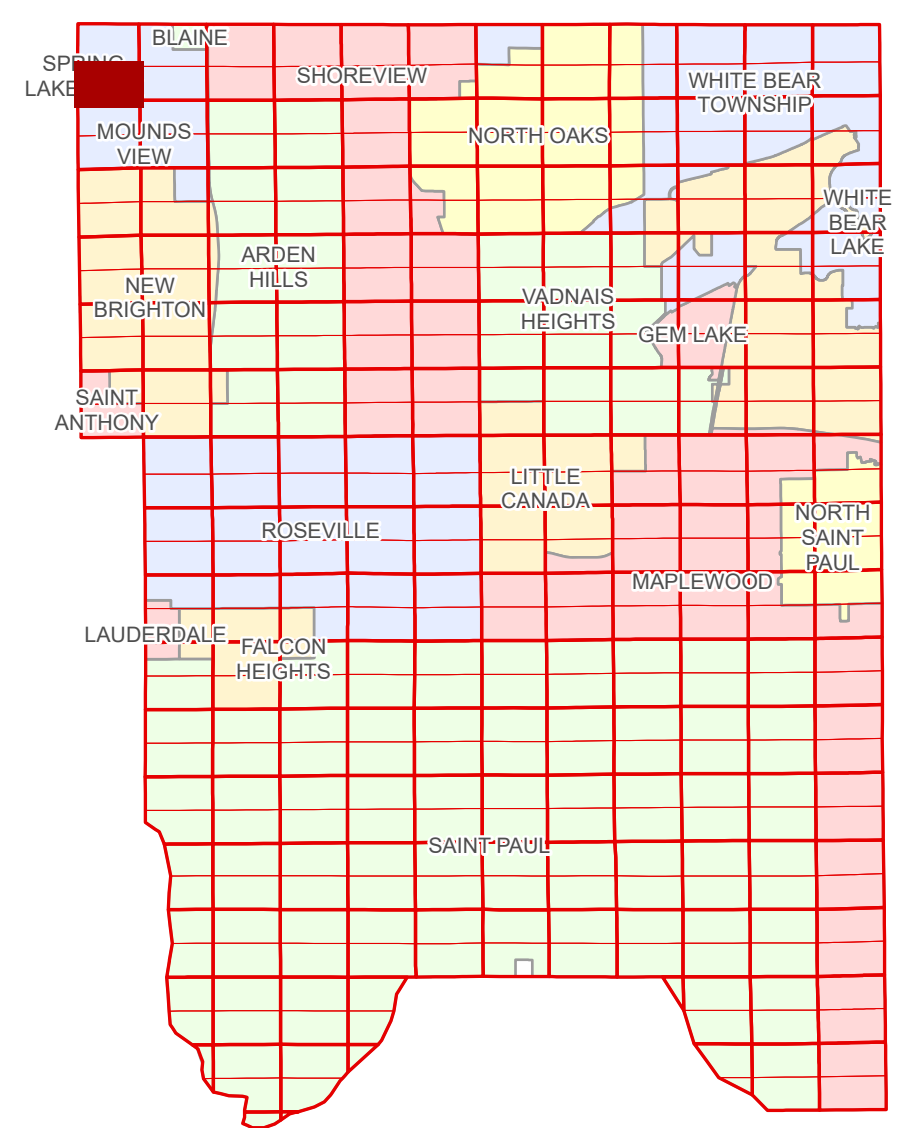 BLAINE
SPRING
LAKE
SHOREVIEW
WHITE BEAR
TOWNSHIP
MOUNDS
VIEW
NORTH OAKS
WHITE
BEAR
LAKE
ARDEN
HILLS
NEW
BRIGHTON
VADNAIS
HEIGHTS
GEM LAKE
SAINT
ANTHONY
LITTLE
CANADA
NORTH
SAINT
PAUL
ROSEVILLE
MAPLEWOOD
LAUDERDALE
FALCON
HEIGHTS
SAINT PAUL